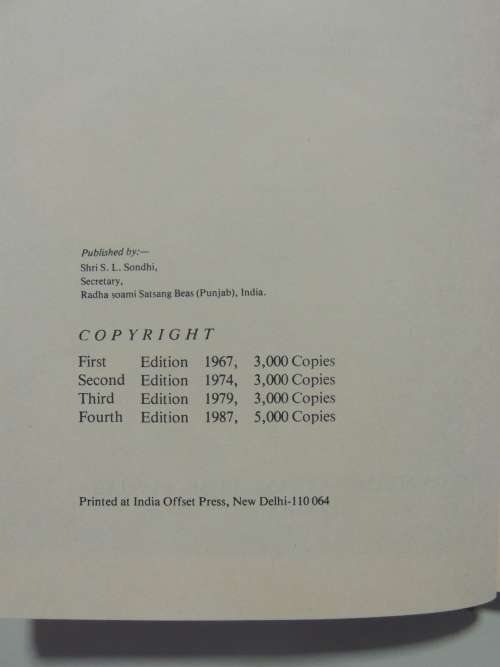 Published by:—
Shri S. L. Sondhi,
Secretary,
Radha soami Satsang Beas (Punjab), India.
COPYRIGHT
First Edition 1967, 3,000 Copies
Second Edition 1974, 3,000 Copies
Third Edition 1979, 3,000 Copies
Fourth Edition 1987, 5,000 Copies
Printed at India Offset Press, New Delhi-110 064